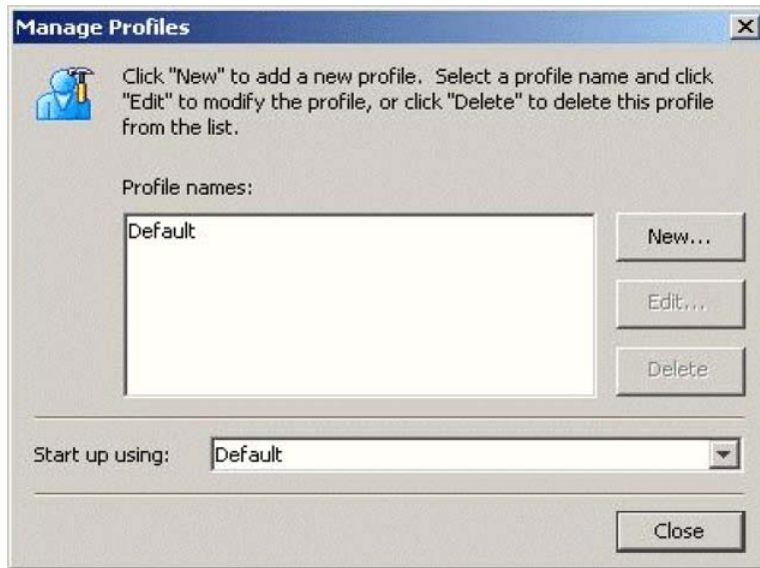 Manage Profiles
Click "New" to add a new profile.  Select a profile name and click
"Edit" to modify the profile, or click "Delete" to delete this profile
from the list.
Profile names:
Default
New...
Edit...
Delete
Start up using:
Default
Close